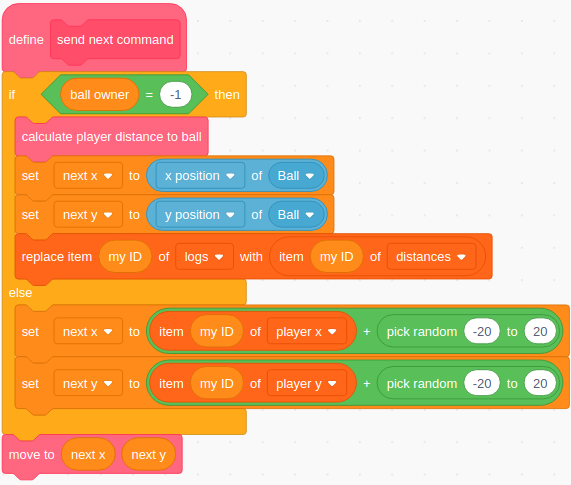 define send next command
if ball owner = -1 then
calculate player distance to ball
set next x to x position of Ball
set next y to y position of Ball
replace item my ID of logs with item my ID of distances
else
set next x to item my ID of player x + pick random -20 to 20
set next y to item my ID of player y + pick random -20 to 20
move to next x next y